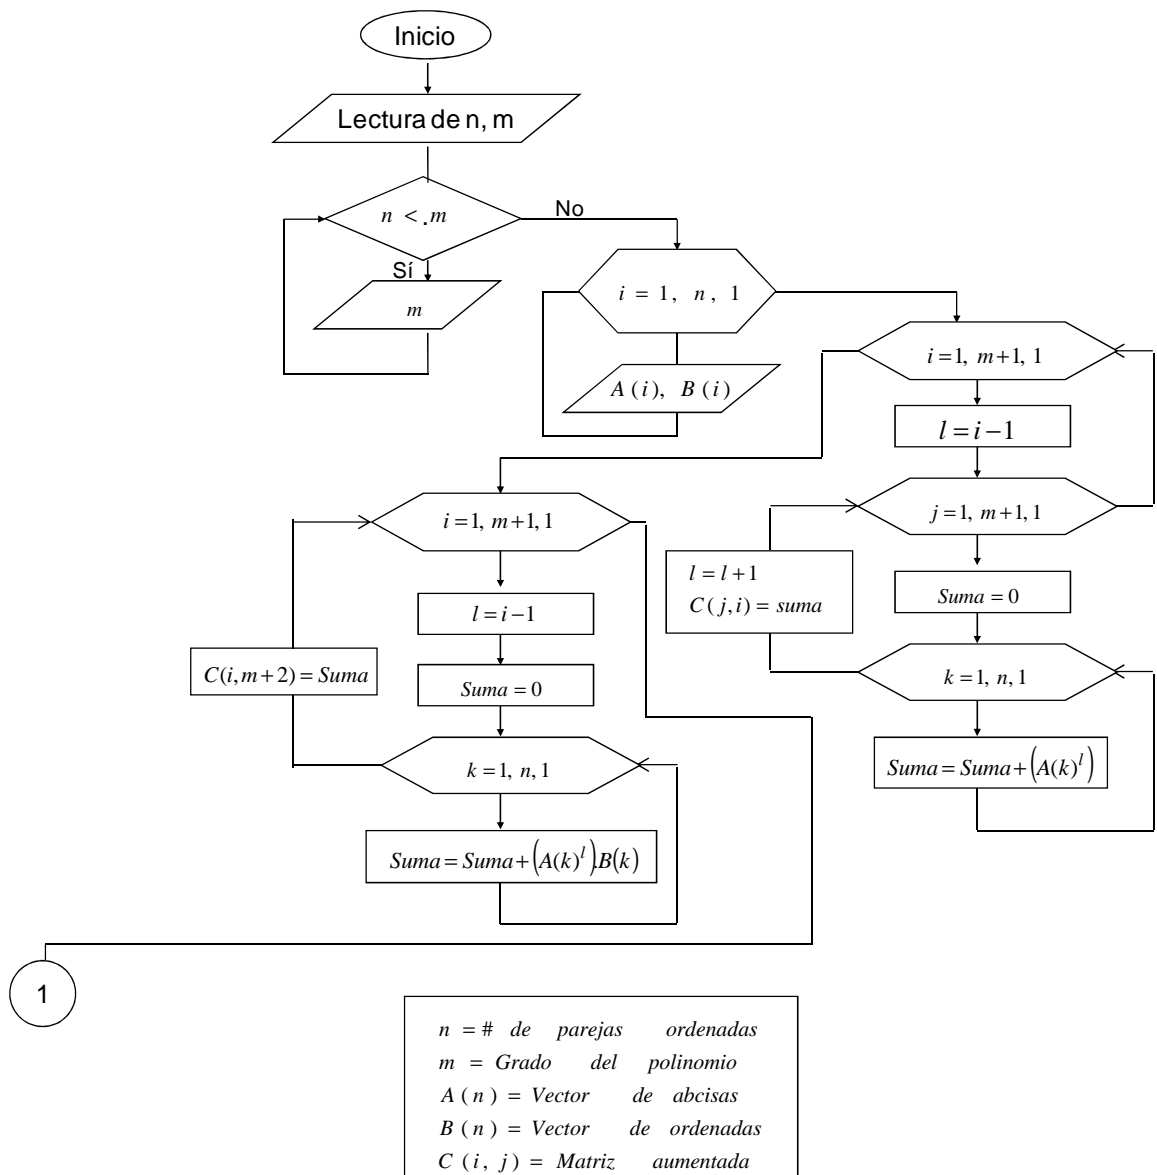 Inicio
Lectura de n, m
n < .m
No
Sí
m
i = 1, n, 1
A(i), B(i)
i=1, m+1, 1
l=i−1
j=1, m+1,1
l=l+1
C(j,i)=suma
Suma=0
k=1, n,1
Suma=Suma+(A(k)^l)
i=1, m+1,1
l=i−1
C(i,m+2)=Suma
Suma=0
k=1, n,1
Suma=Suma+(A(k)^l).B(k)
1
n = # de parejas ordenadas
m = Grado del polinomio
A(n) = Vector de abcisas
B(n) = Vector de ordenadas
C(i, j) = Matriz aumentada